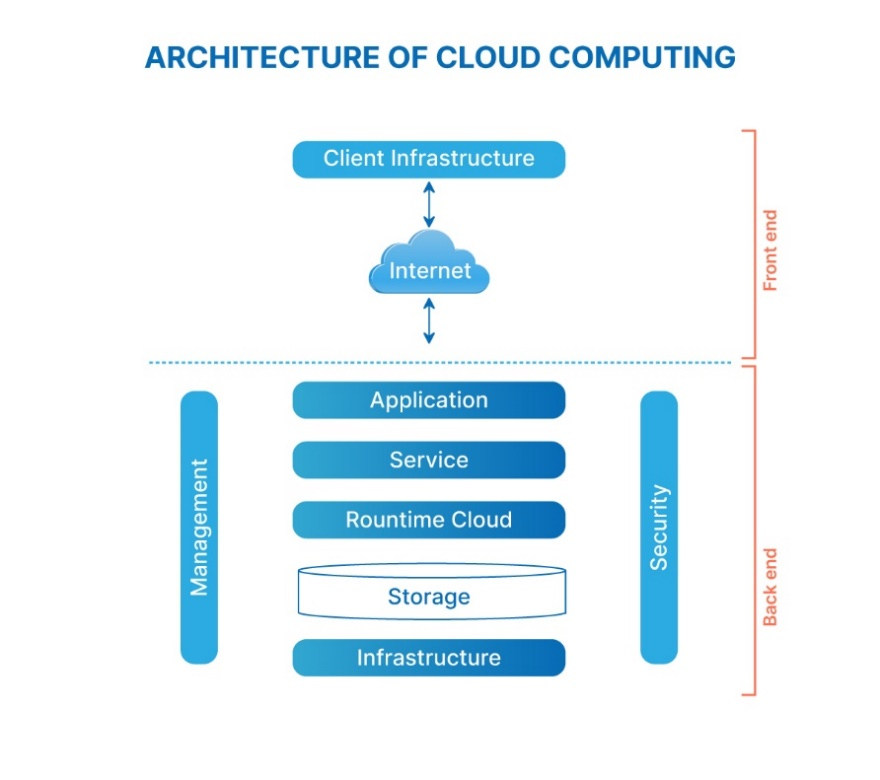 ARCHITECTURE OF CLOUD COMPUTING
Client Infrastructure
Internet
Front end
Application
Service
Rountime Cloud
Storage
Infrastructure
Management
Security
Back end